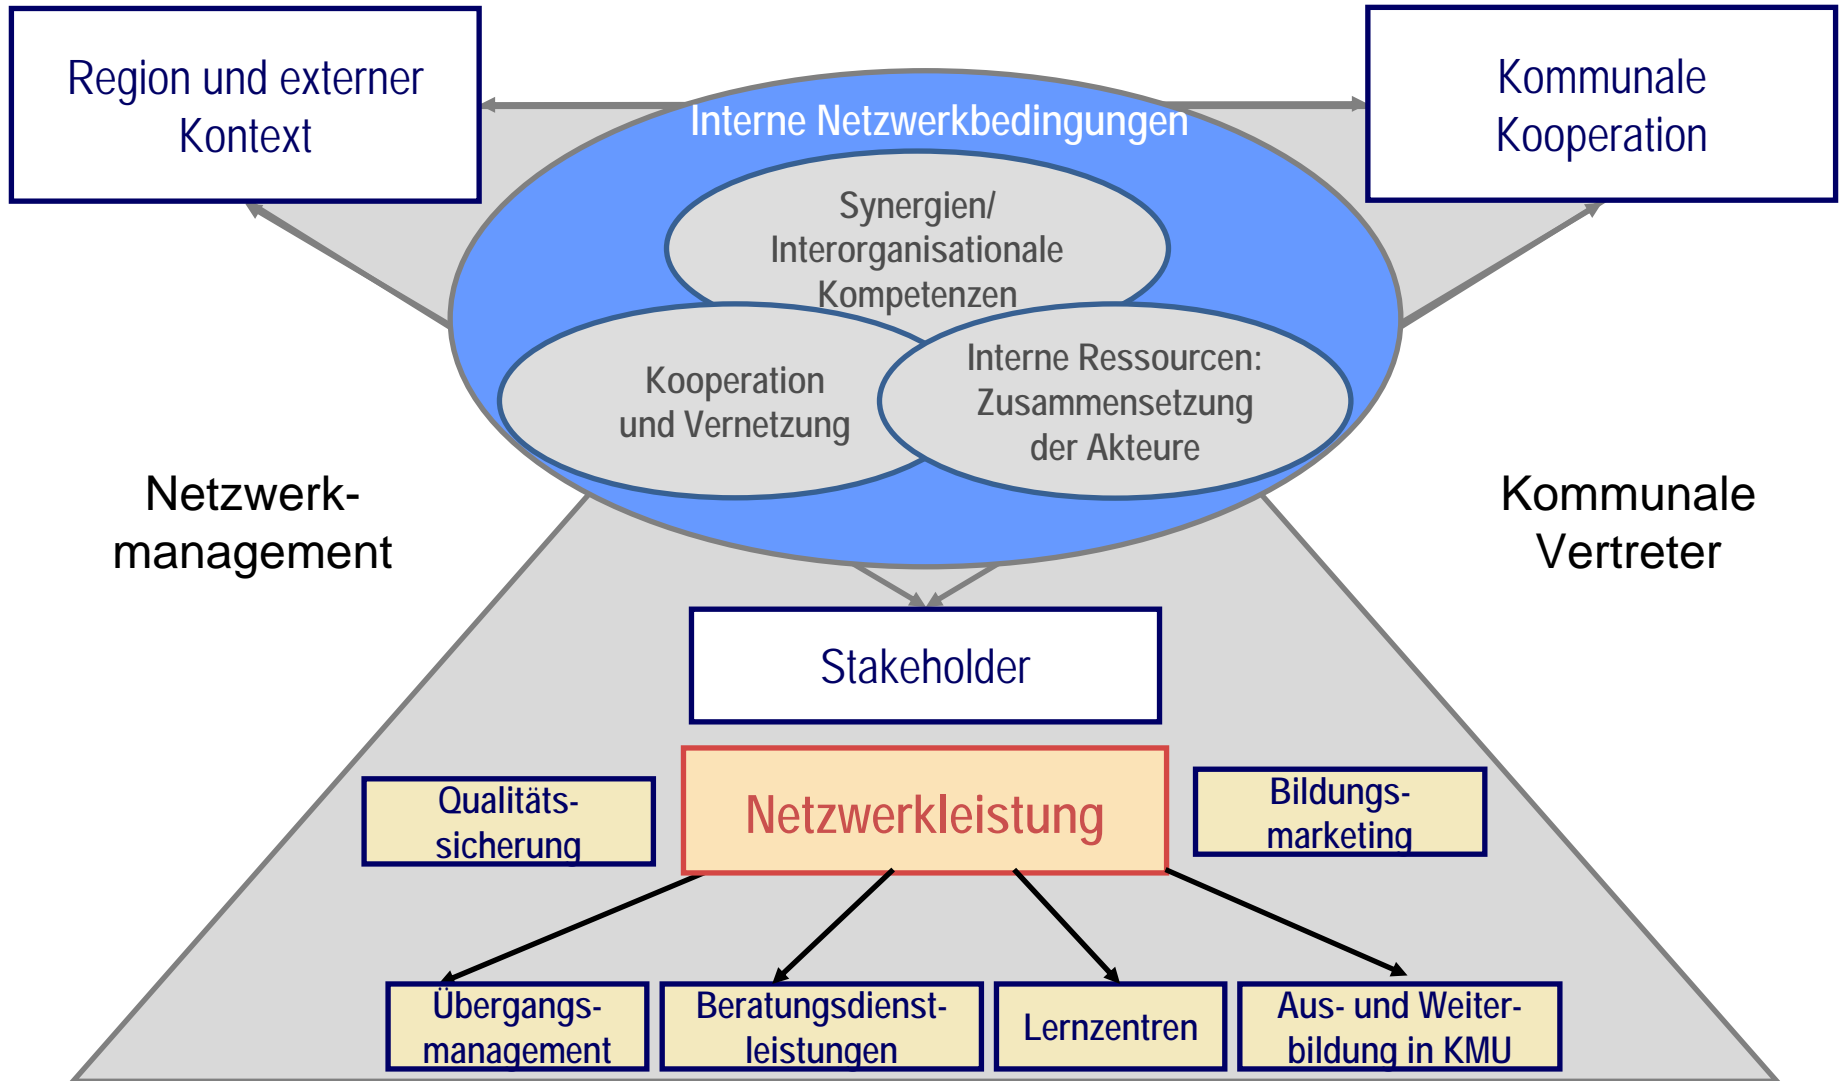 Region und externer
Kontext
Kommunale
Kooperation
Interne Netzwerkbedingungen
Synergien/
Interorganisationale
Kompetenzen
Kooperation
und Vernetzung
Interne Ressourcen:
Zusammensetzung
der Akteure
Netzwerk-
management
Kommunale
Vertreter
Stakeholder
Qualitäts-
sicherung
Netzwerkleistung
Bildungs-
marketing
Übergangs-
management
Beratungsdienst-
leistungen
Lernzentren
Aus- und Weiter-
bildung in KMU